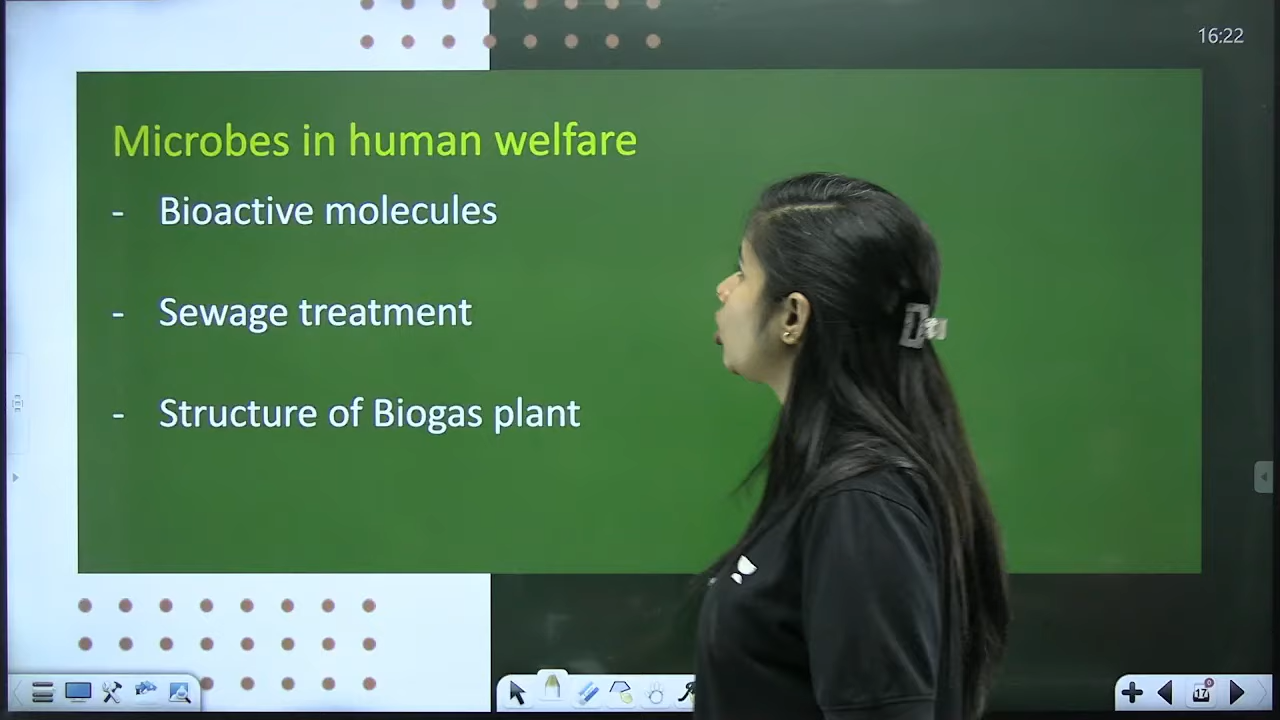 16:22
Microbes in human welfare
- Bioactive molecules
- Sewage treatment
- Structure of Biogas plant
17